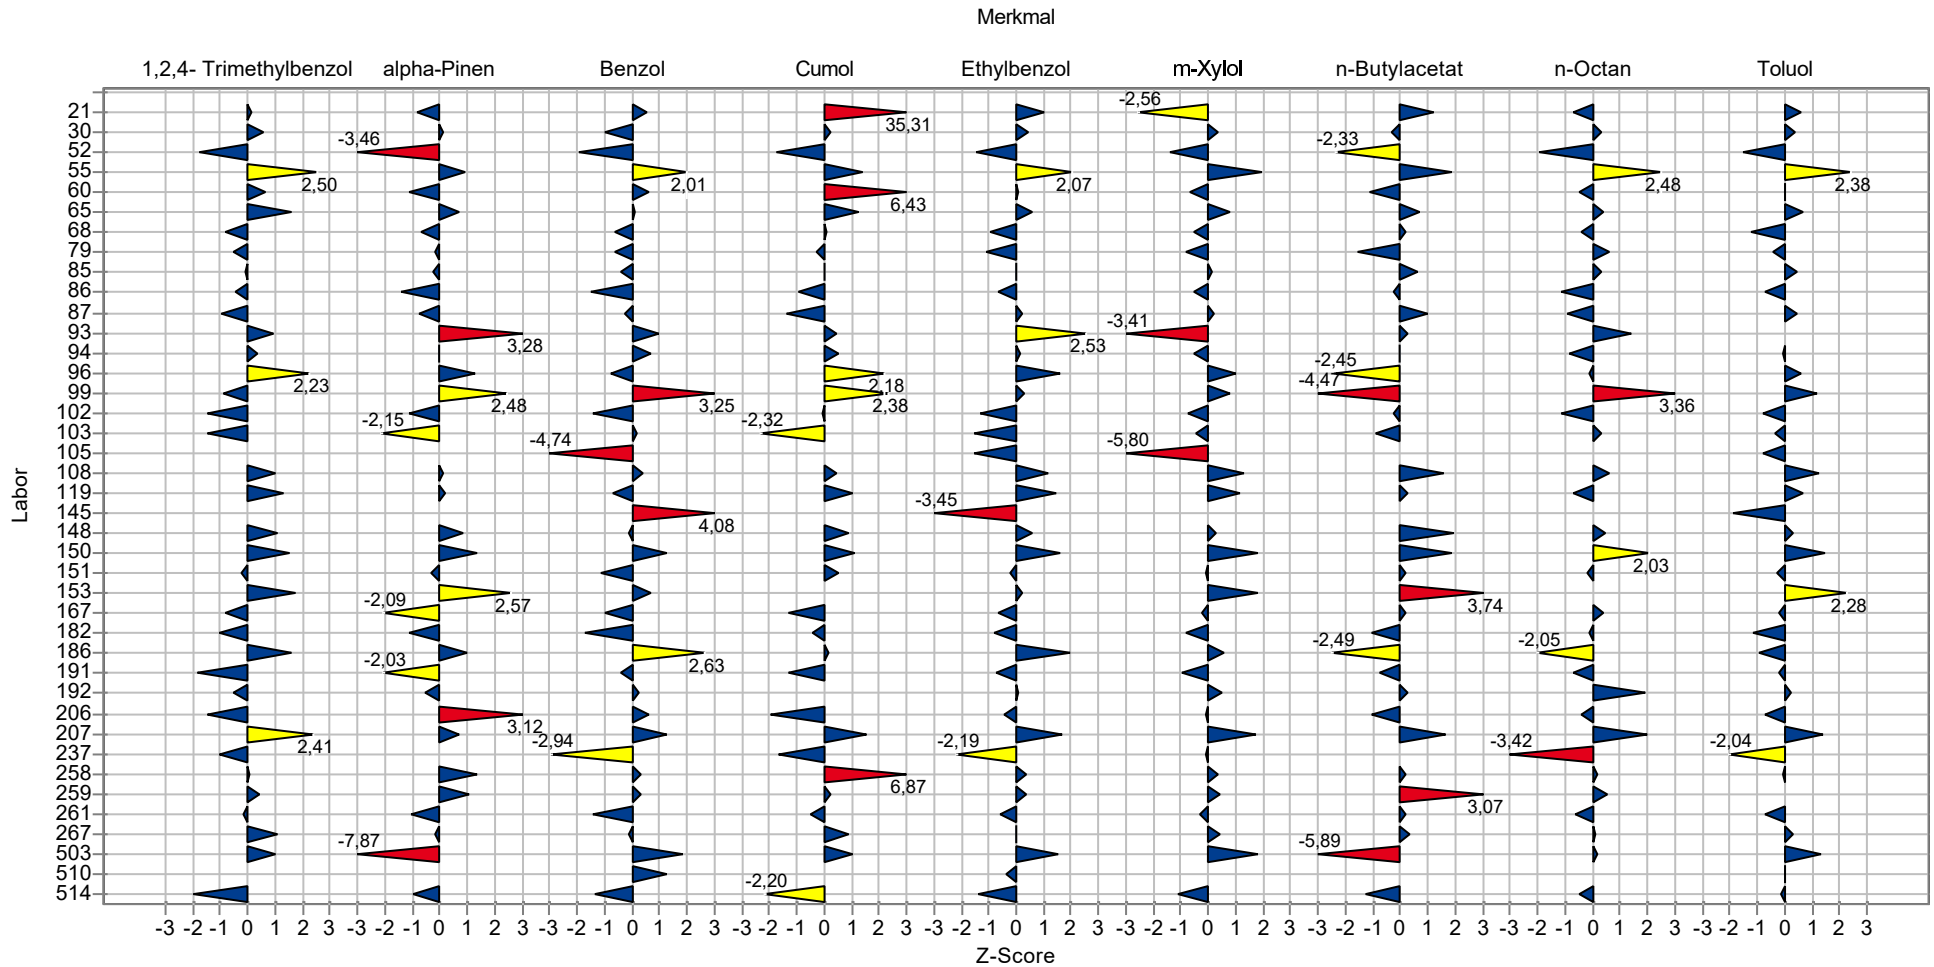 Merkmal
1,2,4- Trimethylbenzol alpha-Pinen Benzol Cumol Ethylbenzol m-Xylol n-Butylacetat n-Octan Toluol
21 -2,56
35,31
30 -3,46 -2,33
52
55 2,50 2,01 2,07 2,48 2,38
60 6,43
65
68
79
85
86
87
93 3,28 2,53 -3,41
94 -2,45
96 2,23 2,18 -4,47
99 2,48 3,25 2,38 3,36
102 -2,15 -2,32
103 -4,74 -5,80
105
108
119 -3,45
145 4,08
148
150 2,03
151
153 -2,09 2,57 3,74 2,28
167
182 -2,49 -2,05
186 -2,03 2,63
191
192
206 3,12
207 2,41 -2,94 -2,19 -3,42 -2,04
237
258 6,87
259 3,07
261
267 -7,87 -5,89
503
510 -2,20
514
Labor
-3 -2 -1 0 1 2 3 -3 -2 -1 0 1 2 3 -3 -2 -1 0 1 2 3 -3 -2 -1 0 1 2 3 -3 -2 -1 0 1 2 3 -3 -2 -1 0 1 2 3 -3 -2 -1 0 1 2 3 -3 -2 -1 0 1 2 3 -3 -2 -1 0 1 2 3
Z-Score